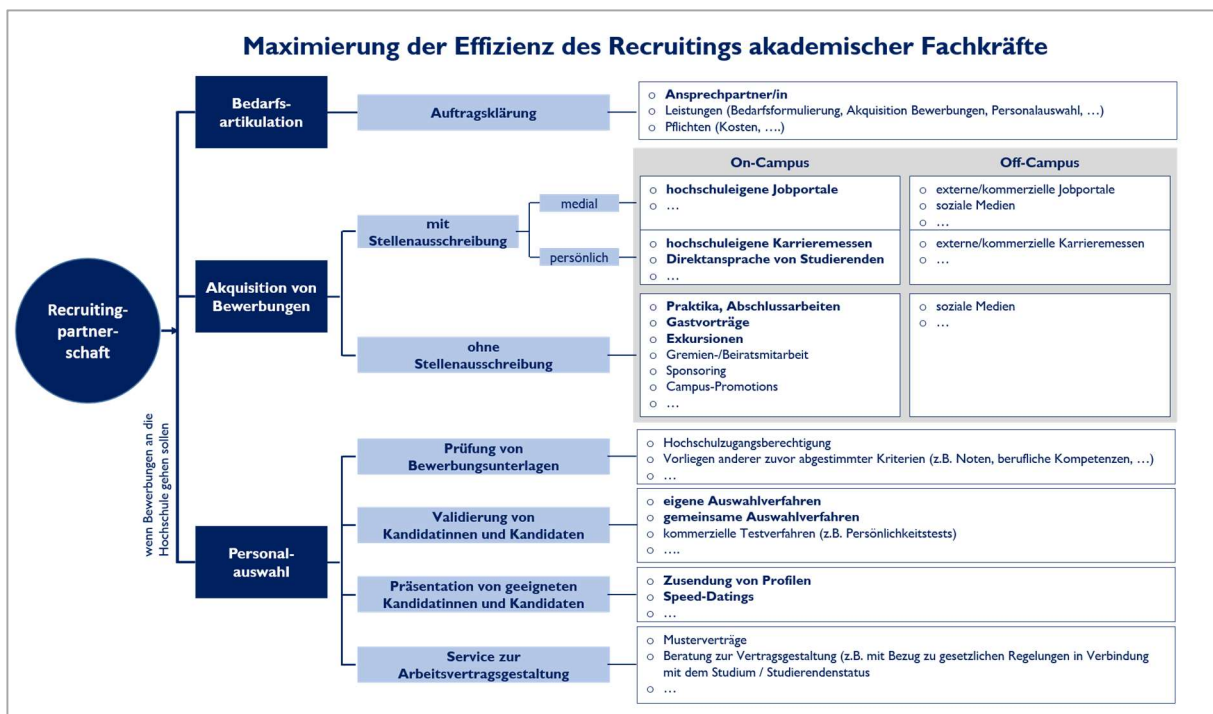 Maximierung der Effizienz des Recruitings akademischer Fachkräfte
Recruiting-
partner-
schaft
wenn Bewerbungen an die
Hochschule gehen sollen
Bedarfs-
artikulation
Auftragsklärung
o Ansprechpartner/in
o Leistungen (Bedarfsformulierung, Akquisition Bewerbungen, Personalauswahl, …)
o Pflichten (Kosten, ….)
Akquisition von
Bewerbungen
On-Campus
Off-Campus
mit
Stellenausschreibung
medial
o hochschuleigene Jobportale
o …
o externe/kommerzielle Jobportale
o soziale Medien
o …
persönlich
o hochschuleigene Karrieremessen
o Direktansprache von Studierenden
o …
o externe/kommerzielle Karrieremessen
o …
ohne
Stellenausschreibung
o Praktika, Abschlussarbeiten
o Gastvorträge
o Exkursionen
o Gremien-/Beiratsmitarbeit
o Sponsoring
o Campus-Promotions
o …
o soziale Medien
o …
Personal-
auswahl
Prüfung von
Bewerbungsunterlagen
o Hochschulzugangsberechtigung
o Vorliegen anderer zuvor abgestimmter Kriterien (z.B. Noten, berufliche Kompetenzen, …)
o …
Validierung von
Kandidatinnen und Kandidaten
o eigene Auswahlverfahren
o gemeinsame Auswahlverfahren
o kommerzielle Testverfahren (z.B. Persönlichkeitstests)
o ….
Präsentation von geeigneten
Kandidatinnen und Kandidaten
o Zusendung von Profilen
o Speed-Datings
o …
Service zur
Arbeitsvertragsgestaltung
o Musterverträge
o Beratung zur Vertragsgestaltung (z.B. mit Bezug zu gesetzlichen Regelungen in Verbindung
mit dem Studium / Studierendenstatus
o …